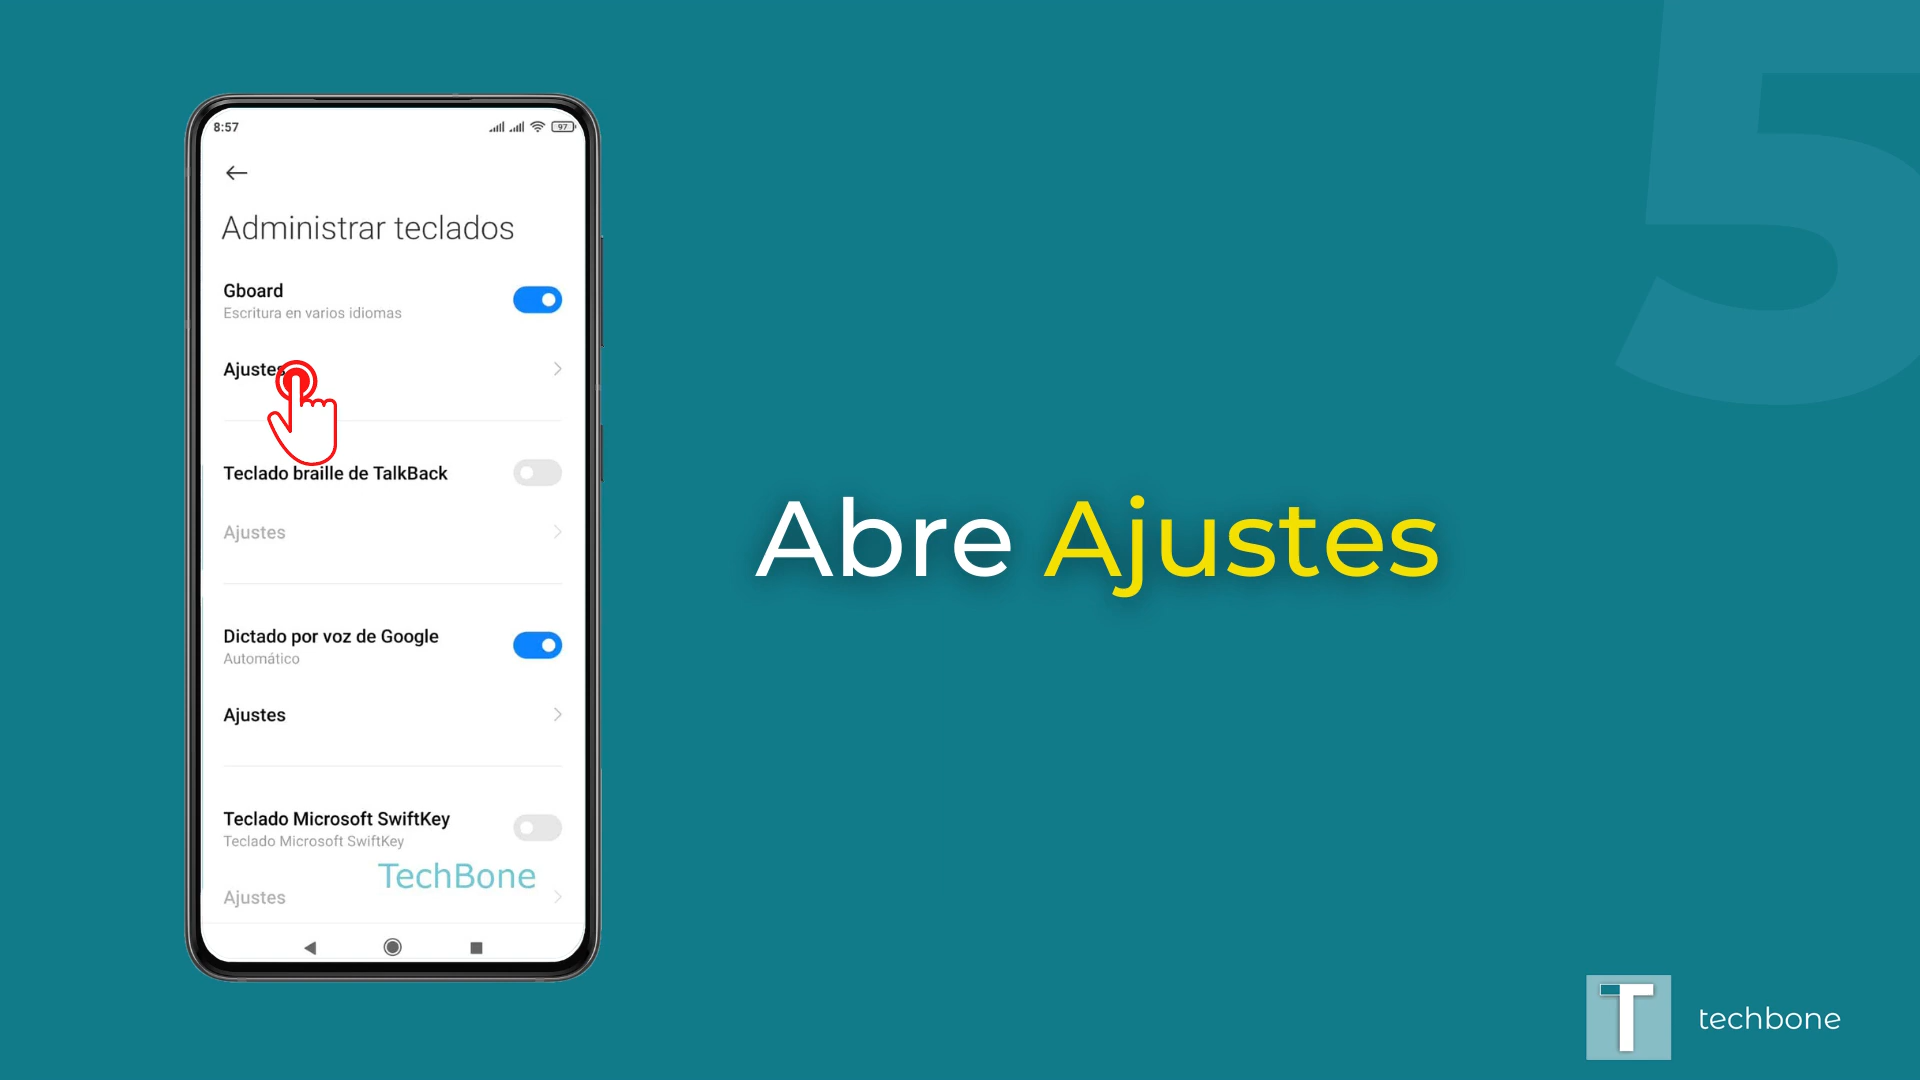 5
8:57
97
Administrar teclados
Gboard
Escritura en varios idiomas
Ajustes
Teclado braille de TalkBack
Ajustes
Dictado por voz de Google
Automático
Ajustes
Teclado Microsoft SwiftKey
Teclado Microsoft SwiftKey
TechBone
Ajustes
Abre Ajustes
T
techbone